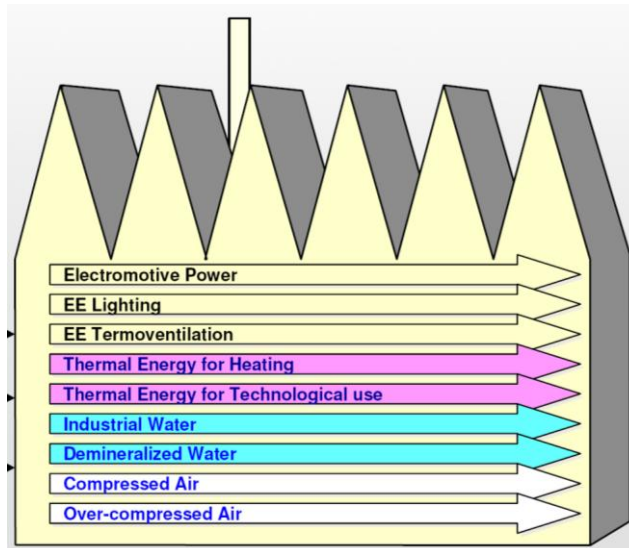 Electromotive Power
EE Lighting
EE Termoventilation
Thermal Energy for Heating
Thermal Energy for Technological use
Industrial Water
Demineralized Water
Compressed Air
Over-compressed Air